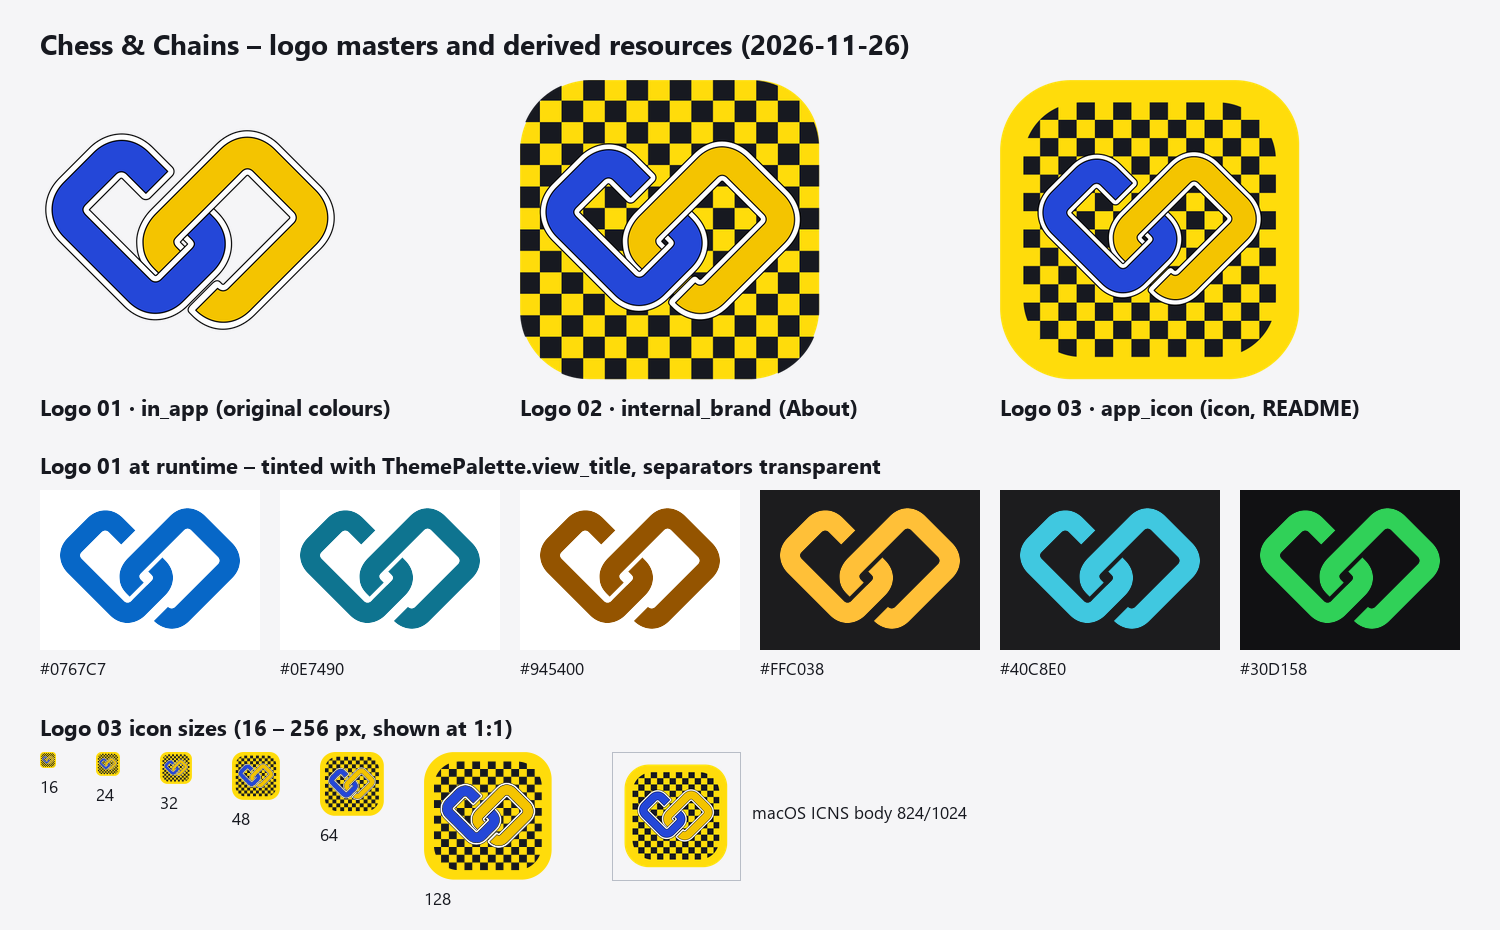 Chess & Chains – logo masters and derived resources (2026-11-26)
Logo 01 · in_app (original colours)
Logo 02 · internal_brand (About)
Logo 03 · app_icon (icon, README)
Logo 01 at runtime – tinted with ThemePalette.view_title, separators transparent
#0767C7
#0E7490
#945400
#FFC038
#40C8E0
#30D158
Logo 03 icon sizes (16 – 256 px, shown at 1:1)
16
24
32
48
64
128
macOS ICNS body 824/1024